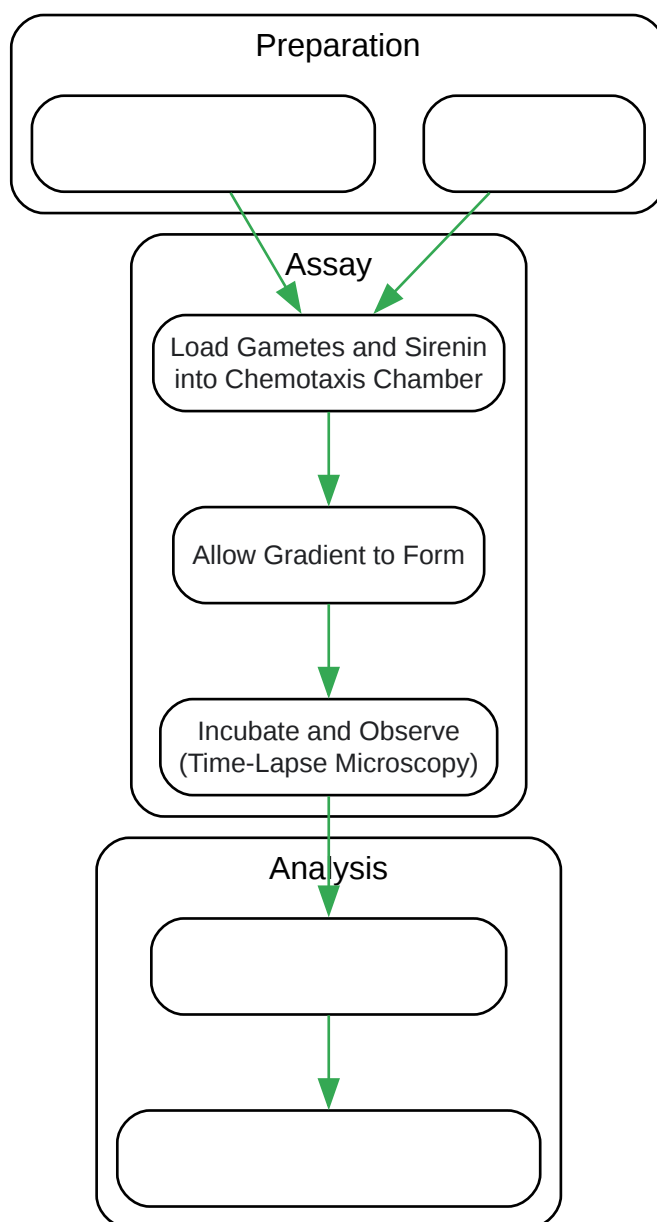 Preparation
Assay
Load Gametes and Sirenin
into Chemotaxis Chamber
Allow Gradient to Form
Incubate and Observe
(Time-Lapse Microscopy)
Analysis